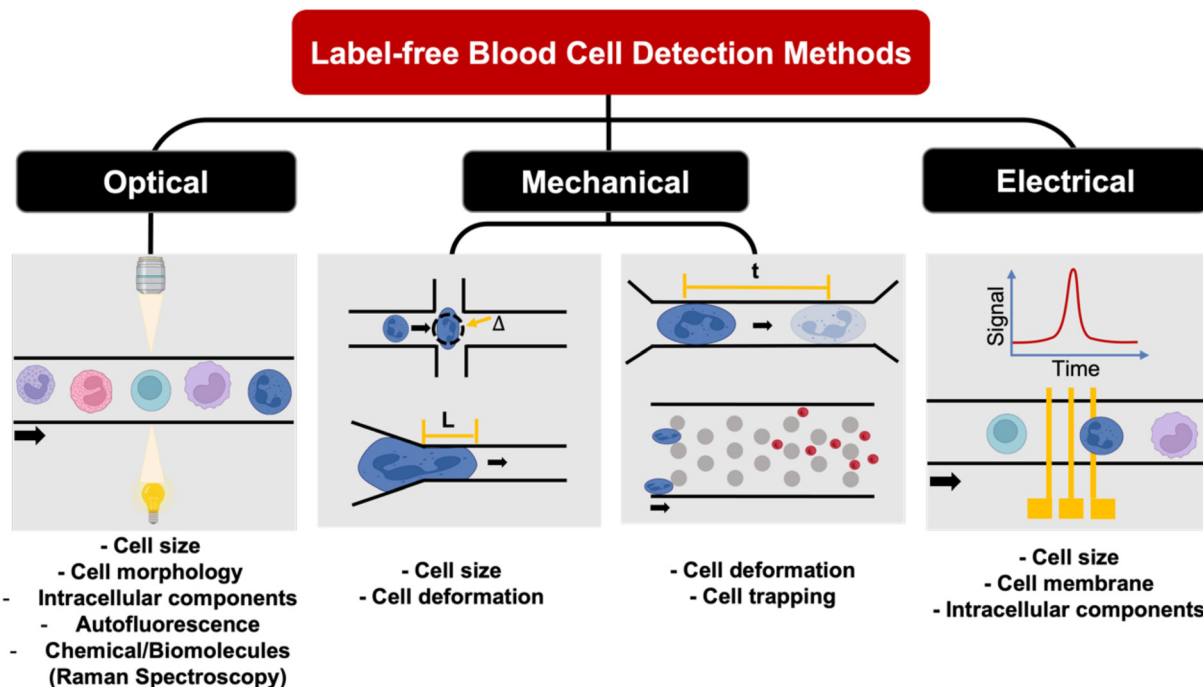 Label-free Blood Cell Detection Methods
Optical
Mechanical
Electrical
Δ
L
t
Signal
Time
- Cell size
- Cell morphology
- Intracellular components
- Autofluorescence
- Chemical/Biomolecules
(Raman Spectroscopy)
- Cell size
- Cell deformation
- Cell deformation
- Cell trapping
- Cell size
- Cell membrane
- Intracellular components